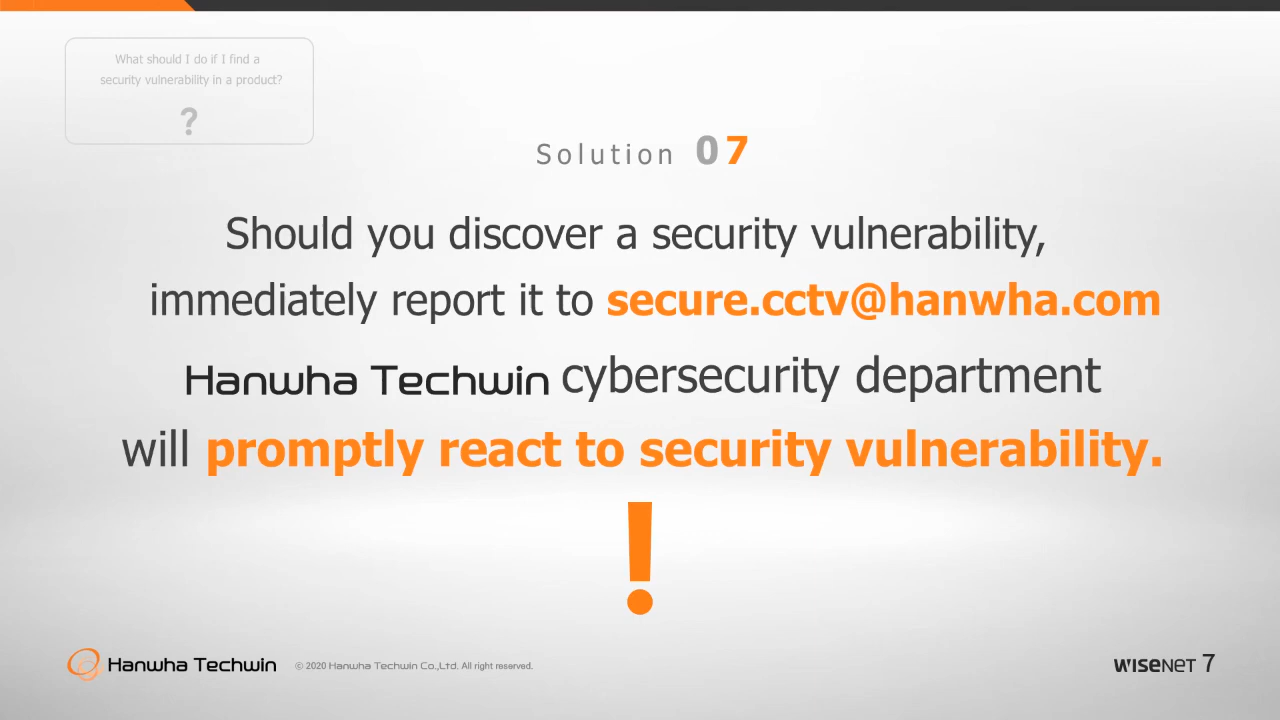 What should I do if I find a
security vulnerability in a product?
?
Solution 07
Should you discover a security vulnerability,
immediately report it to secure.cctv@hanwha.com
Hanwha Techwin cybersecurity department
will promptly react to security vulnerability.
!
Hanwha Techwin © 2020 Hanwha Techwin Co.,Ltd. All right reserved.
WISENET 7